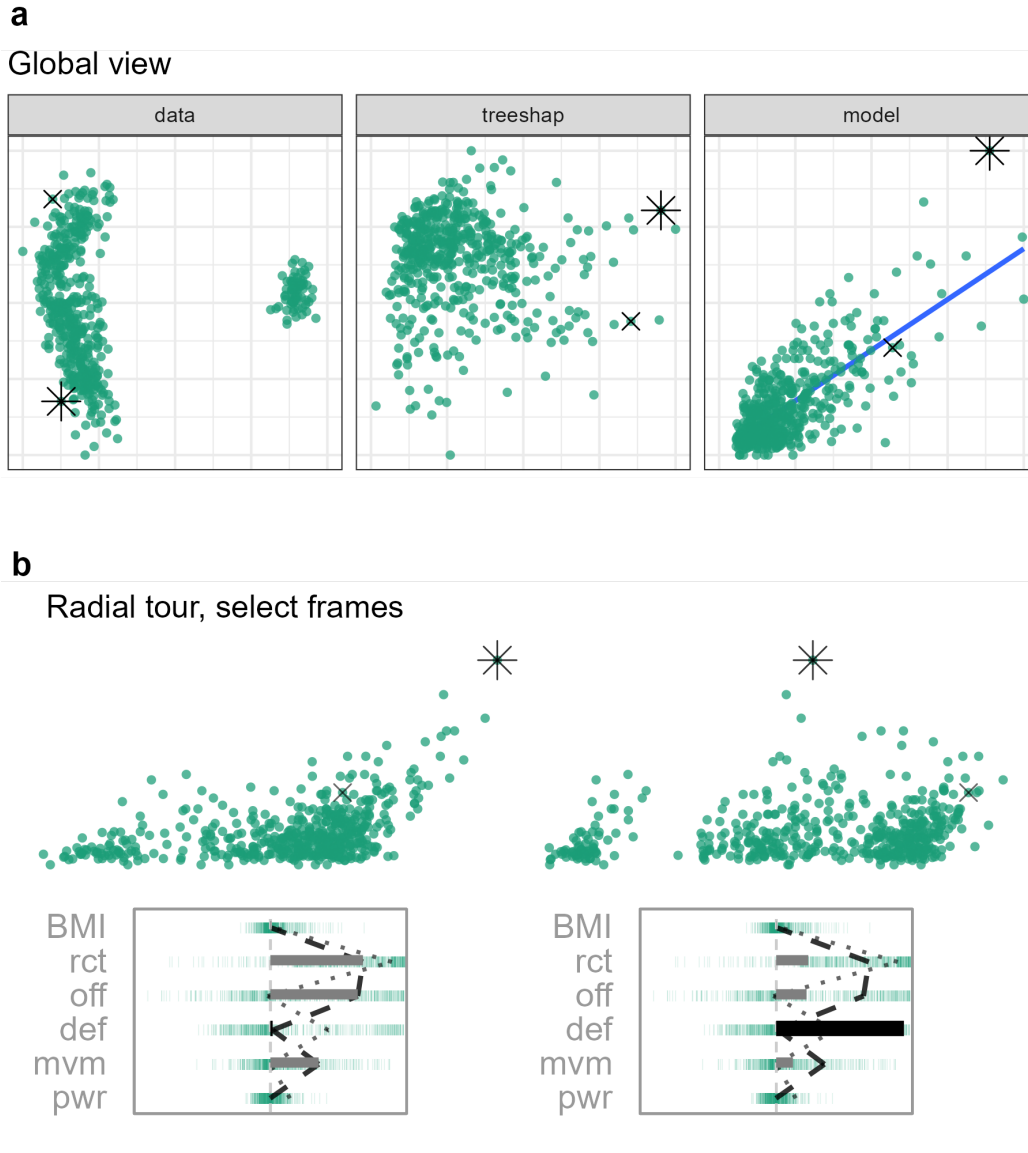 a
Global view
data treeshap model
b
Radial tour, select frames
BMI BMI
rct rct
off off
def def
mvm mvm
pwr pwr